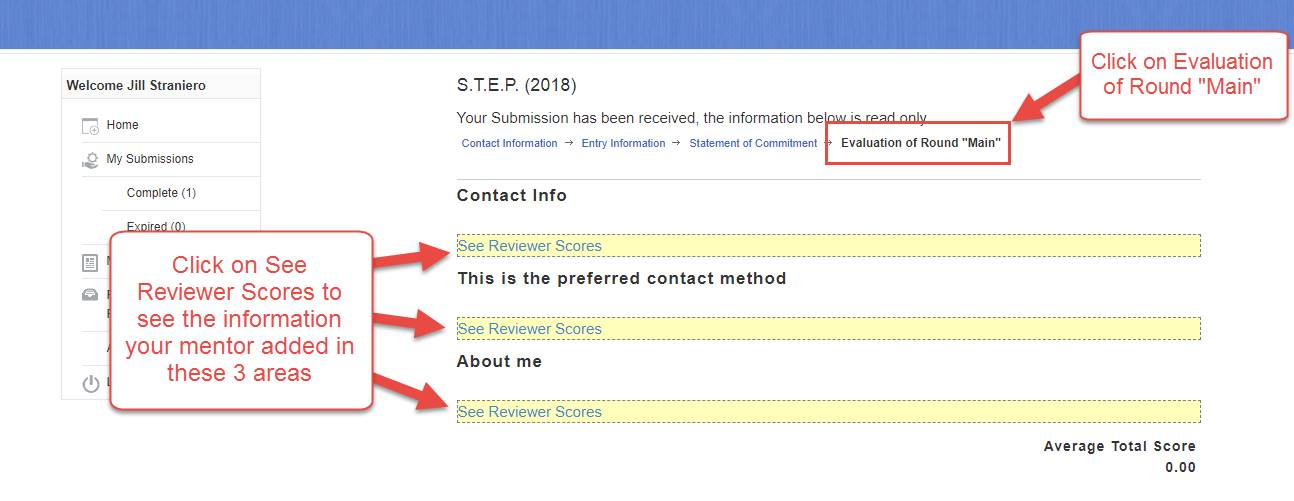 Click on Evaluation
of Round "Main"
Welcome Jill Straniero
Home
My Submissions
Complete (1)
Expired (0)
S.T.E.P. (2018)
Your Submission has been received, the information below is read only
Contact Information → Entry Information → Statement of Commitment → Evaluation of Round "Main"
Contact Info
See Reviewer Scores
This is the preferred contact method
See Reviewer Scores
About me
See Reviewer Scores
Average Total Score
0.00
Click on See
Reviewer Scores to
see the information
your mentor added in
these 3 areas